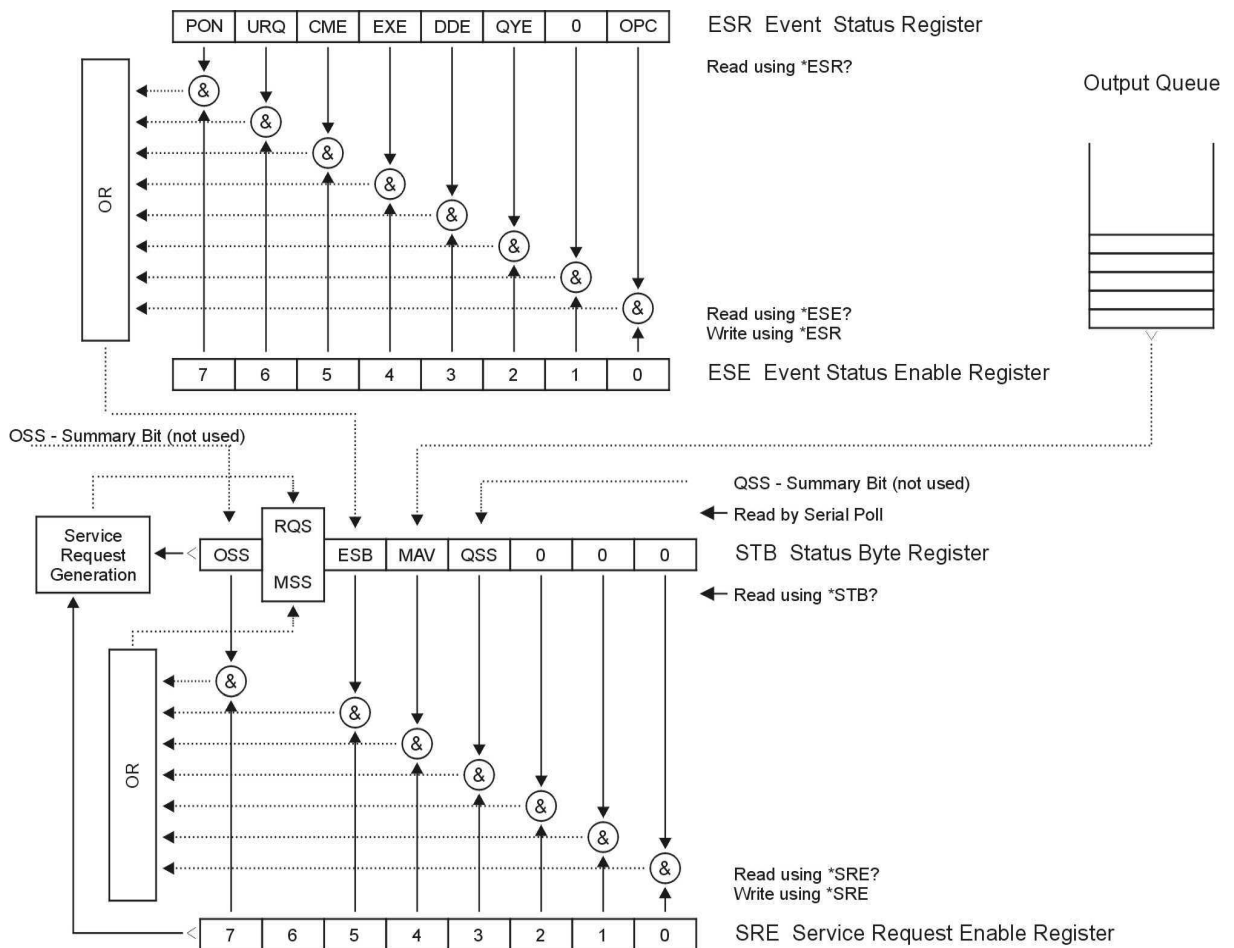 PON URQ CME EXE DDE QYE 0 OPC
ESR Event Status Register
Read using *ESR?
Output Queue
&
&
&
&
&
&
&
&
OR
Read using *ESE?
Write using *ESR
7 6 5 4 3 2 1 0
ESE Event Status Enable Register
OSS - Summary Bit (not used)
QSS - Summary Bit (not used)
Read by Serial Poll
Service
Request
Generation
RQS
OSS ESB MAV QSS 0 0 0
MSS
STB Status Byte Register
Read using *STB?
&
&
&
&
&
&
&
OR
Read using *SRE?
Write using *SRE
7 6 5 4 3 2 1 0
SRE Service Request Enable Register